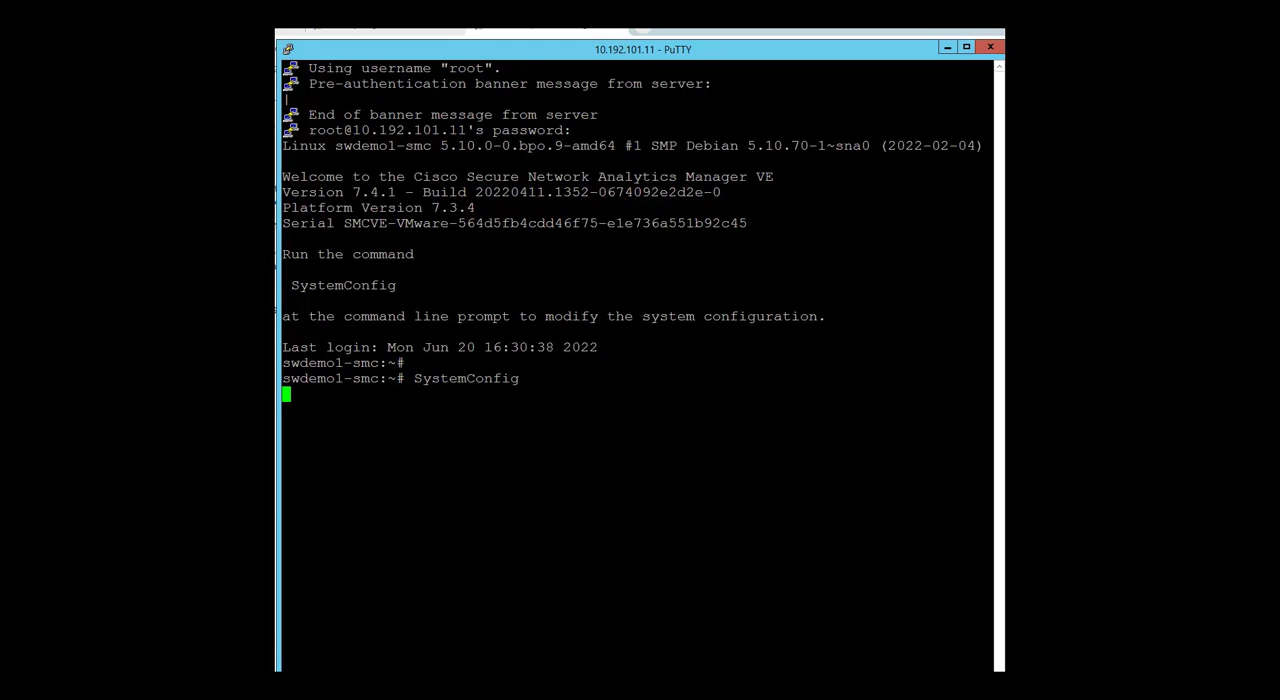 10.192.101.11 - PuTTY
Using username "root".
Pre-authentication banner message from server:
|
End of banner message from server
root@10.192.101.11's password:
Linux swdemo1-smc 5.10.0-0.bpo.9-amd64 #1 SMP Debian 5.10.70-1~sna0 (2022-02-04)
Welcome to the Cisco Secure Network Analytics Manager VE
Version 7.4.1 - Build 20220411.1352-0674092e2d2e-0
Platform Version 7.3.4
Serial SMCVE-VMware-564d5fb4cdd46f75-e1e736a551b92c45
Run the command
SystemConfig
at the command line prompt to modify the system configuration.
Last login: Mon Jun 20 16:30:38 2022
swdemo1-smc:~#
swdemo1-smc:~# SystemConfig